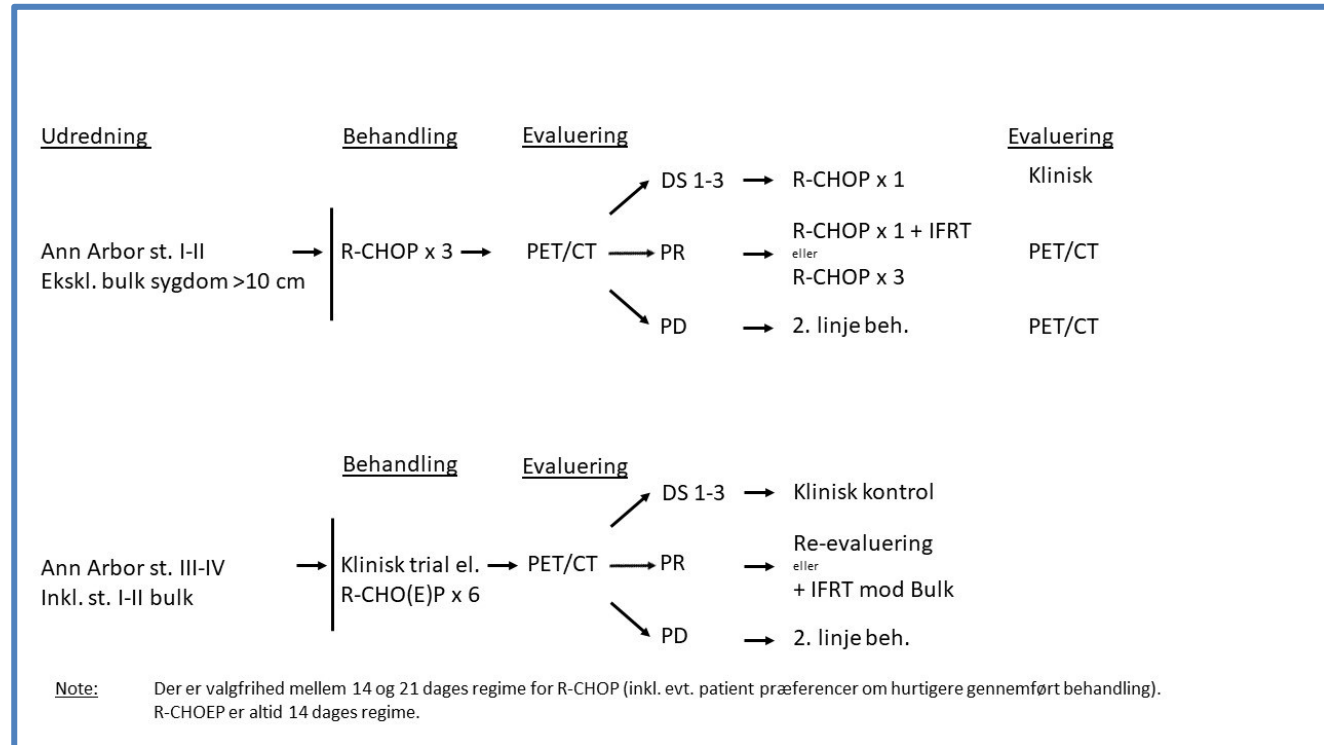 Udredning
Behandling
Evaluering
Evaluering
DS 1-3
R-CHOP x 1
Klinisk
Ann Arbor st. I-II
Ekskl. bulk sygdom >10 cm
R-CHOP x 3
PET/CT
PR
R-CHOP x 1 + IFRT
eller
R-CHOP x 3
PET/CT
PD
2. linje beh.
PET/CT
Behandling
Evaluering
DS 1-3
Klinisk kontrol
Ann Arbor st. III-IV
Inkl. st. I-II bulk
Klinisk trial el.
R-CHO(E)P x 6
PET/CT
PR
Re-evaluering
eller
+ IFRT mod Bulk
PD
2. linje beh.
Note: Der er valgfrihed mellem 14 og 21 dages regime for R-CHOP (inkl. evt. patient præferencer om hurtigere gennemført behandling).
R-CHOEP er altid 14 dages regime.